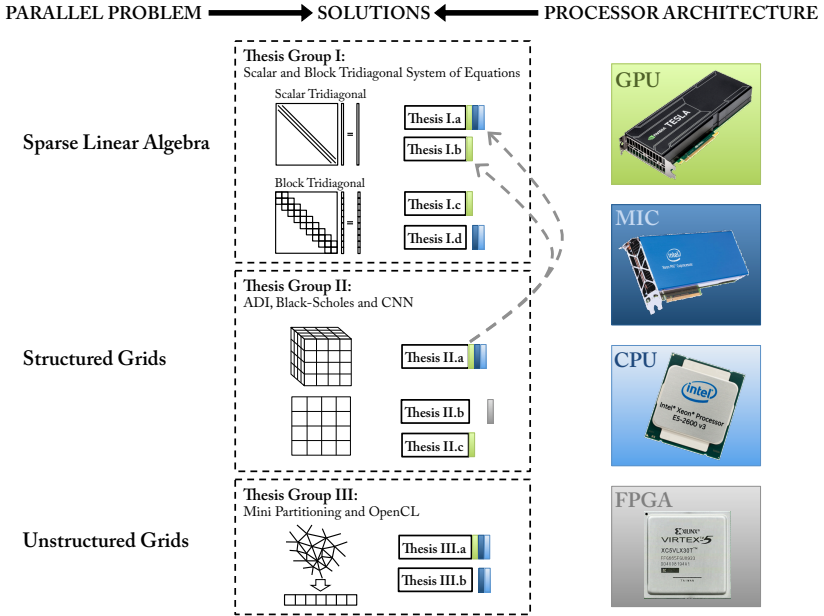 PARALLEL PROBLEM SOLUTIONS PROCESSOR ARCHITECTURE
Thesis Group I:
Scalar and Block Tridiagonal System of Equations
Scalar Tridiagonal
=
Thesis I.a
Thesis I.b
Sparse Linear Algebra
Block Tridiagonal
=
Thesis I.c
Thesis I.d
Thesis Group II:
ADI, Black-Scholes and CNN
Structured Grids
Thesis II.a
Thesis II.b
Thesis II.c
Thesis Group III:
Mini Partitioning and OpenCL
Unstructured Grids
Thesis III.a
Thesis III.b
GPU
TESLA
MIC
intel
CPU
intel
Intel® Xeon® Processor
E5-2600 v3
FPGA
XILINX
VIRTEX 5
XC5VLX30T™